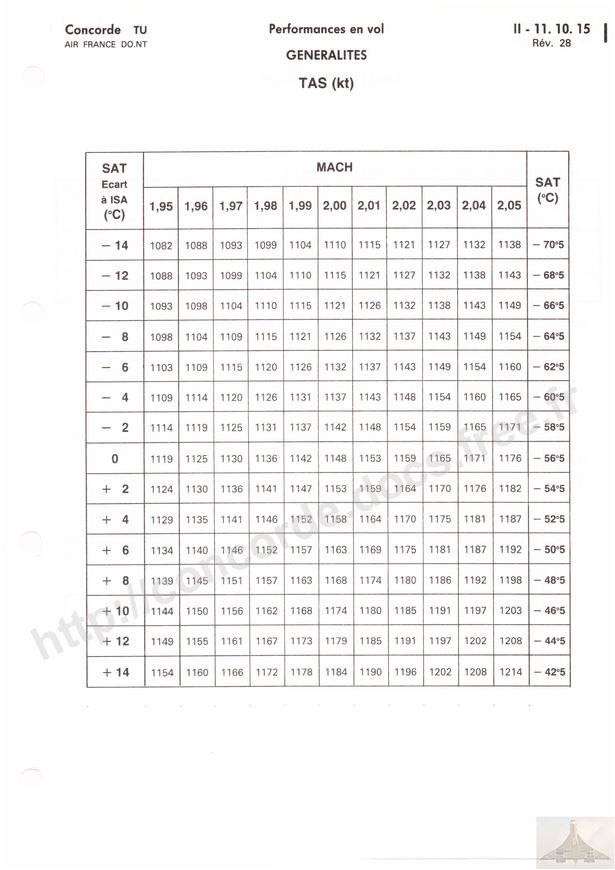 Concorde TU Performances en vol II - 11. 10. 15
AIR FRANCE DO.NT Rév. 28
GENERALITES
TAS (kt)
SAT Ecart à ISA (°C) MACH SAT (°C)
1,95 1,96 1,97 1,98 1,99 2,00 2,01 2,02 2,03 2,04 2,05
− 14 1082 1088 1093 1099 1104 1110 1115 1121 1127 1132 1138 − 70°5
− 12 1088 1093 1099 1104 1110 1115 1121 1127 1132 1138 1143 − 68°5
− 10 1093 1098 1104 1110 1115 1121 1126 1132 1138 1143 1149 − 66°5
− 8 1098 1104 1109 1115 1121 1126 1132 1137 1143 1149 1154 − 64°5
− 6 1103 1109 1115 1120 1126 1132 1137 1143 1149 1154 1160 − 62°5
− 4 1109 1114 1120 1126 1131 1137 1143 1148 1154 1160 1165 − 60°5
− 2 1114 1119 1125 1131 1137 1142 1148 1154 1159 1165 1171 − 58°5
0 1119 1125 1130 1136 1142 1148 1153 1159 1165 1171 1176 − 56°5
+ 2 1124 1130 1136 1141 1147 1153 1159 1164 1170 1176 1182 − 54°5
+ 4 1129 1135 1141 1146 1152 1158 1164 1170 1175 1181 1187 − 52°5
+ 6 1134 1140 1146 1152 1157 1163 1169 1175 1181 1187 1192 − 50°5
+ 8 1139 1145 1151 1157 1163 1168 1174 1180 1186 1192 1198 − 48°5
+ 10 1144 1150 1156 1162 1168 1174 1180 1185 1191 1197 1203 − 46°5
+ 12 1149 1155 1161 1167 1173 1179 1185 1191 1197 1202 1208 − 44°5
+ 14 1154 1160 1166 1172 1178 1184 1190 1196 1202 1208 1214 − 42°5
http://concorde.docs.free.fr